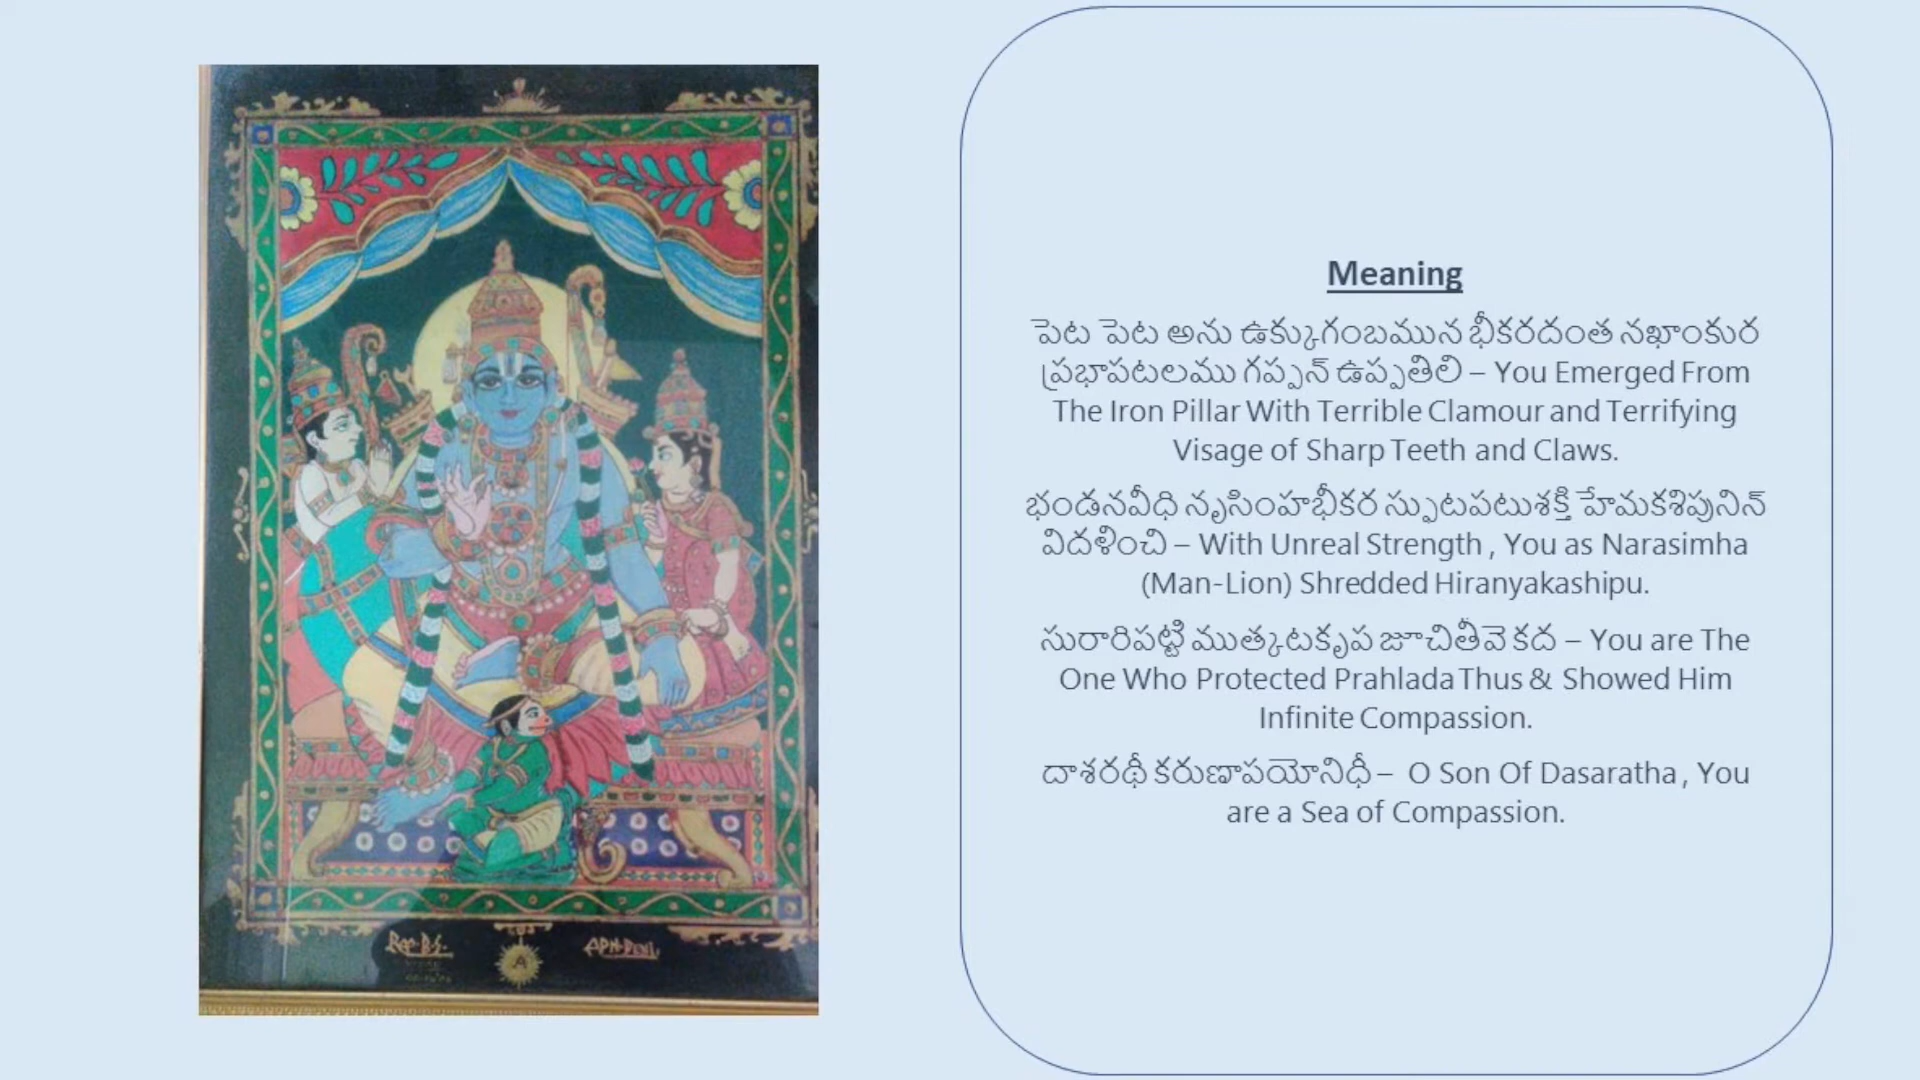 Meaning
పెట పెట అను ఉక్కుగంబమున భీకరదంత నఖాంకుర
ప్రభాపటలము గప్పన్ ఉప్పతిలి – You Emerged From
The Iron Pillar With Terrible Clamour and Terrifying
Visage of Sharp Teeth and Claws.
భండనవీధి నృసింహభీకర స్ఫుటపటుశక్తి హేమకశిపునిన్
విదళించి – With Unreal Strength , You as Narasimha
(Man-Lion) Shredded Hiranyakashipu.
సురారిపట్టి ముత్కటకృప జూచితీవె కద – You are The
One Who Protected Prahlada Thus & Showed Him
Infinite Compassion.
దాశరథీ కరుణాపయోనిధీ – O Son Of Dasaratha , You
are a Sea of Compassion.
A